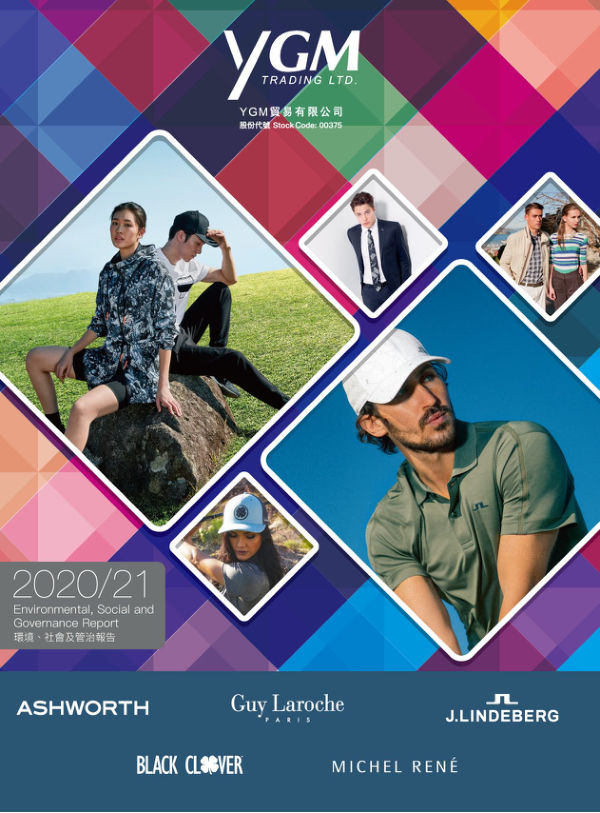 YGM
TRADING LTD.
YGM貿易有限公司
股份代號 Stock Code: 00375
2020/21
Environmental, Social and
Governance Report
環境、社會及管治報告
ASHWORTH
Guy Laroche
PARIS
J.LINDEBERG
BLACK CLOVER
MICHEL RENÉ